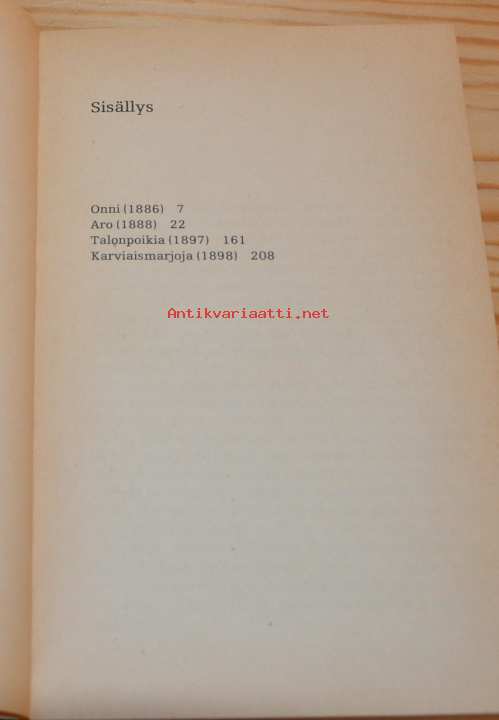 Sisällys
Onni (1886) 7
Aro (1888) 22
Talonpoikia (1897) 161
Karviaismarjoja (1898) 208
Antikvariaatti.net